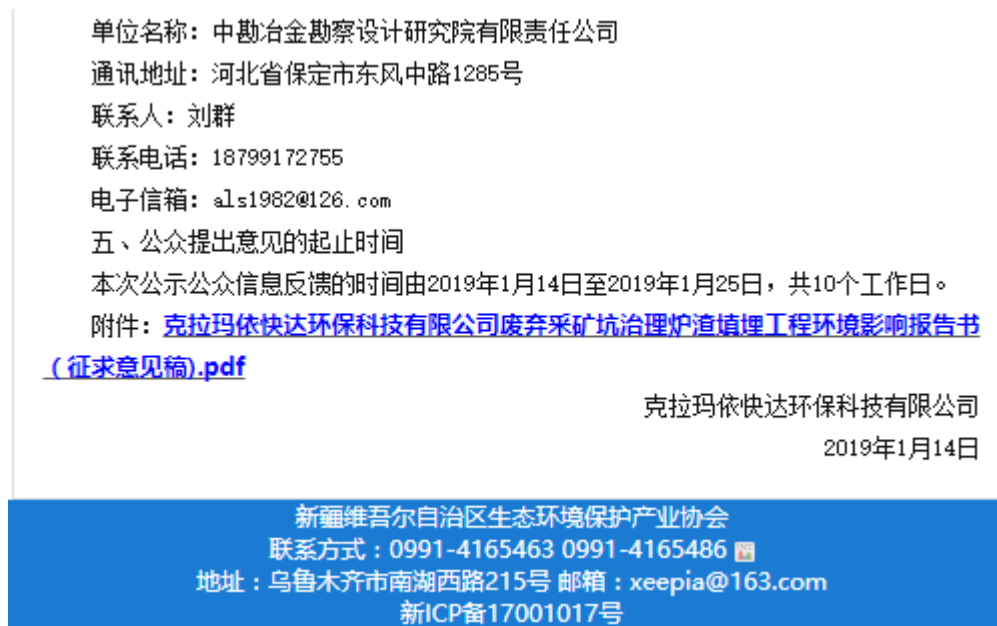 单位名称：中勘冶金勘察设计研究院有限责任公司
通讯地址：河北省保定市东风中路1285号
联系人：刘群
联系电话：18799172755
电子信箱：als1982@126.com
五、公众提出意见的起止时间
本次公示公众信息反馈的时间由2019年1月14日至2019年1月25日，共10个工作日。
附件：克拉玛依快达环保科技有限公司废弃采矿坑治理炉渣填埋工程环境影响报告书
（征求意见稿).pdf
克拉玛依快达环保科技有限公司
2019年1月14日
新疆维吾尔自治区生态环境保护产业协会
联系方式：0991-4165463 0991-4165486
地址：乌鲁木齐市南湖西路215号 邮箱：xeepia@163.com
新ICP备17001017号